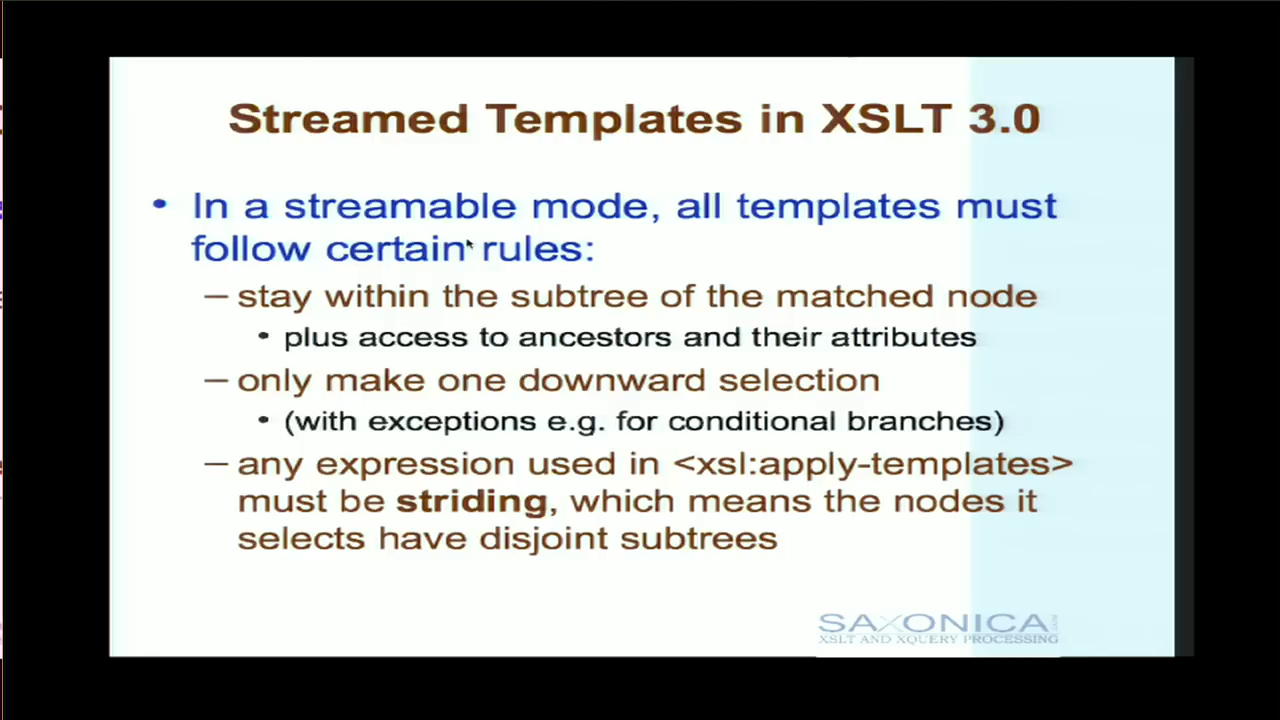 Streamed Templates in XSLT 3.0
• In a streamable mode, all templates must
follow certain rules:
– stay within the subtree of the matched node
• plus access to ancestors and their attributes
– only make one downward selection
• (with exceptions e.g. for conditional branches)
– any expression used in <xsl:apply-templates>
must be striding, which means the nodes it
selects have disjoint subtrees
SAXONICA
XSLT AND XQUERY PROCESSING